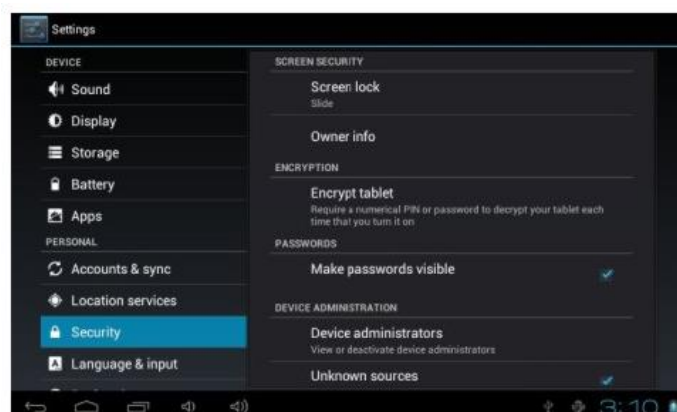 Settings
DEVICE
Sound
Display
Storage
Battery
Apps
PERSONAL
Accounts & sync
Location services
Security
Language & input
SCREEN SECURITY
Screen lock
Slide
Owner info
ENCRYPTION
Encrypt tablet
Require a numerical PIN or password to decrypt your tablet each
time that you turn it on
PASSWORDS
Make passwords visible
DEVICE ADMINISTRATION
Device administrators
View or deactivate device administrators
Unknown sources
3:10